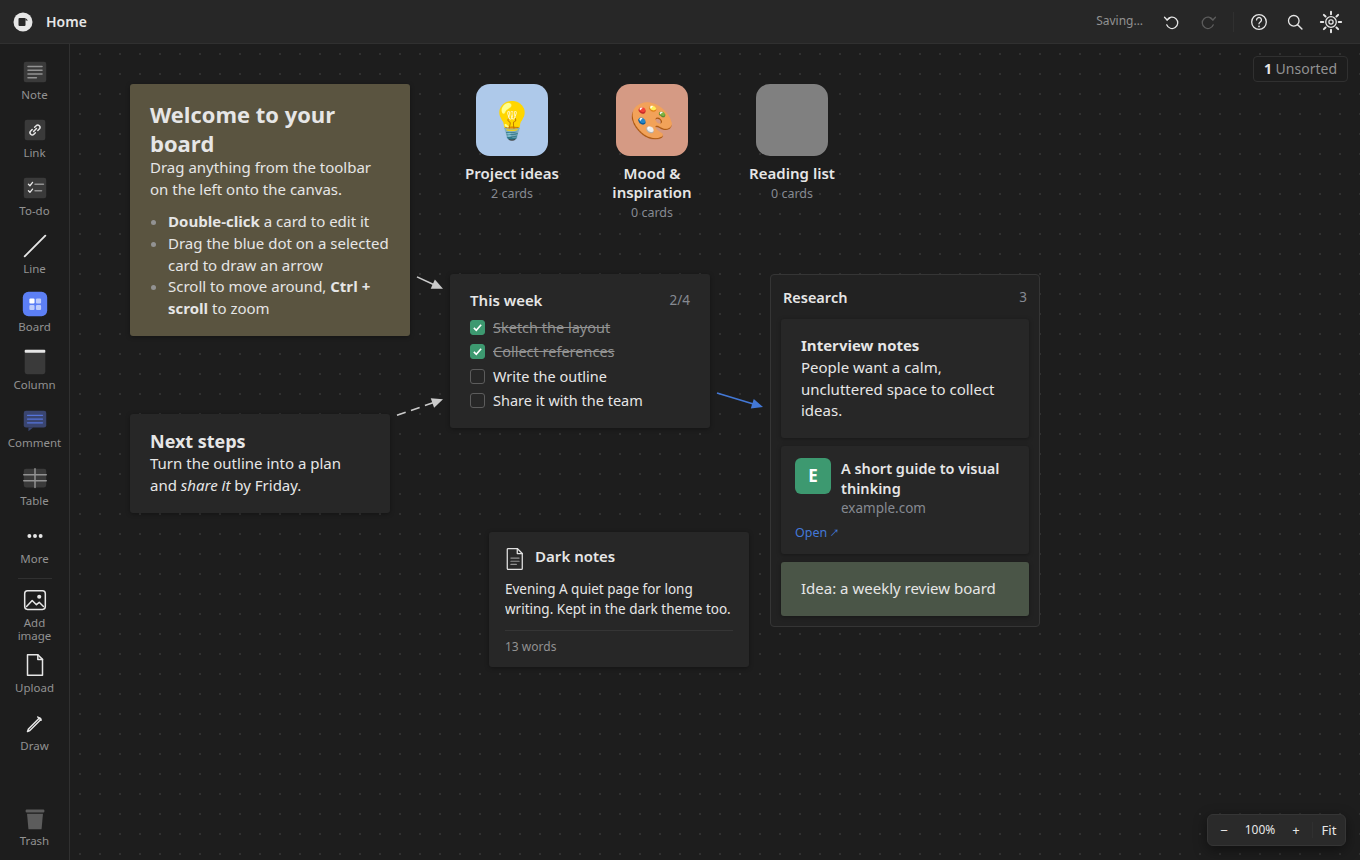 Home
Saving...
1 Unsorted
Note
Link
To-do
Line
Board
Column
Comment
Table
More
Add
image
Upload
Draw
Trash
Welcome to your
board
Drag anything from the toolbar
on the left onto the canvas.
Double-click a card to edit it
Drag the blue dot on a selected
card to draw an arrow
Scroll to move around, Ctrl +
scroll to zoom
Project ideas
2 cards
Mood &
inspiration
0 cards
Reading list
0 cards
This week 2/4
Sketch the layout
Collect references
Write the outline
Share it with the team
Next steps
Turn the outline into a plan
and share it by Friday.
Research 3
Interview notes
People want a calm,
uncluttered space to collect
ideas.
E
A short guide to visual
thinking
example.com
Open ↗
Idea: a weekly review board
Dark notes
Evening A quiet page for long
writing. Kept in the dark theme too.
13 words
− 100% + Fit